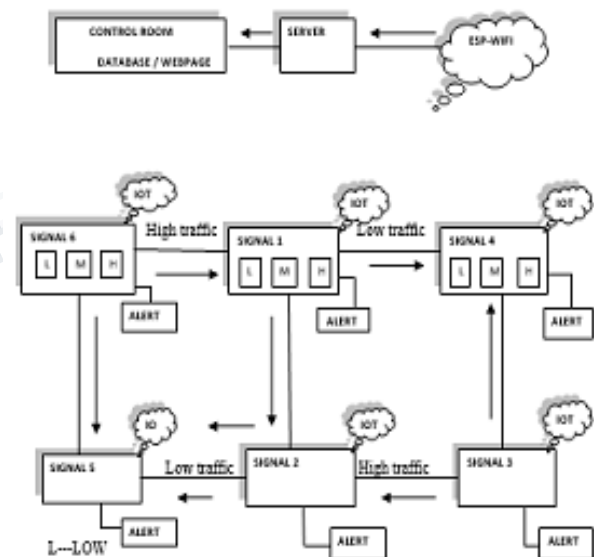 CONTROL ROOM
DATABASE / WEBPAGE
SERVER
ESP-WIFI
IOT
IOT
IOT
SIGNAL 6
L M H
High traffic
SIGNAL 1
L M H
Low traffic
SIGNAL 4
L M H
ALERT
ALERT
ALERT
IO
IOT
IOT
SIGNAL 5
Low traffic
SIGNAL 2
High traffic
SIGNAL 3
ALERT
ALERT
ALERT
L---LOW